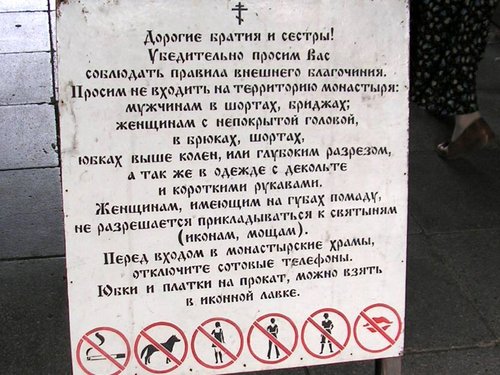 Дорогие братия и сестры!
Убедительно просим Вас
соблюдать правила внешнего благочиния.
Просим не входить на территорию монастыря:
мужчинам в шортах, бриджах;
женщинам с непокрытой головой,
в брюках, шортах,
юбках выше колен, или глубоким разрезом,
а так же в одежде с декольте
и короткими рукавами.
Женщинам, имеющим на губах помаду,
не разрешается прикладываться к святыням
(иконам, мощам).
Перед входом в монастырские храмы,
отключите сотовые телефоны.
Юбки и платки на прокат, можно взять
в иконной лавке.